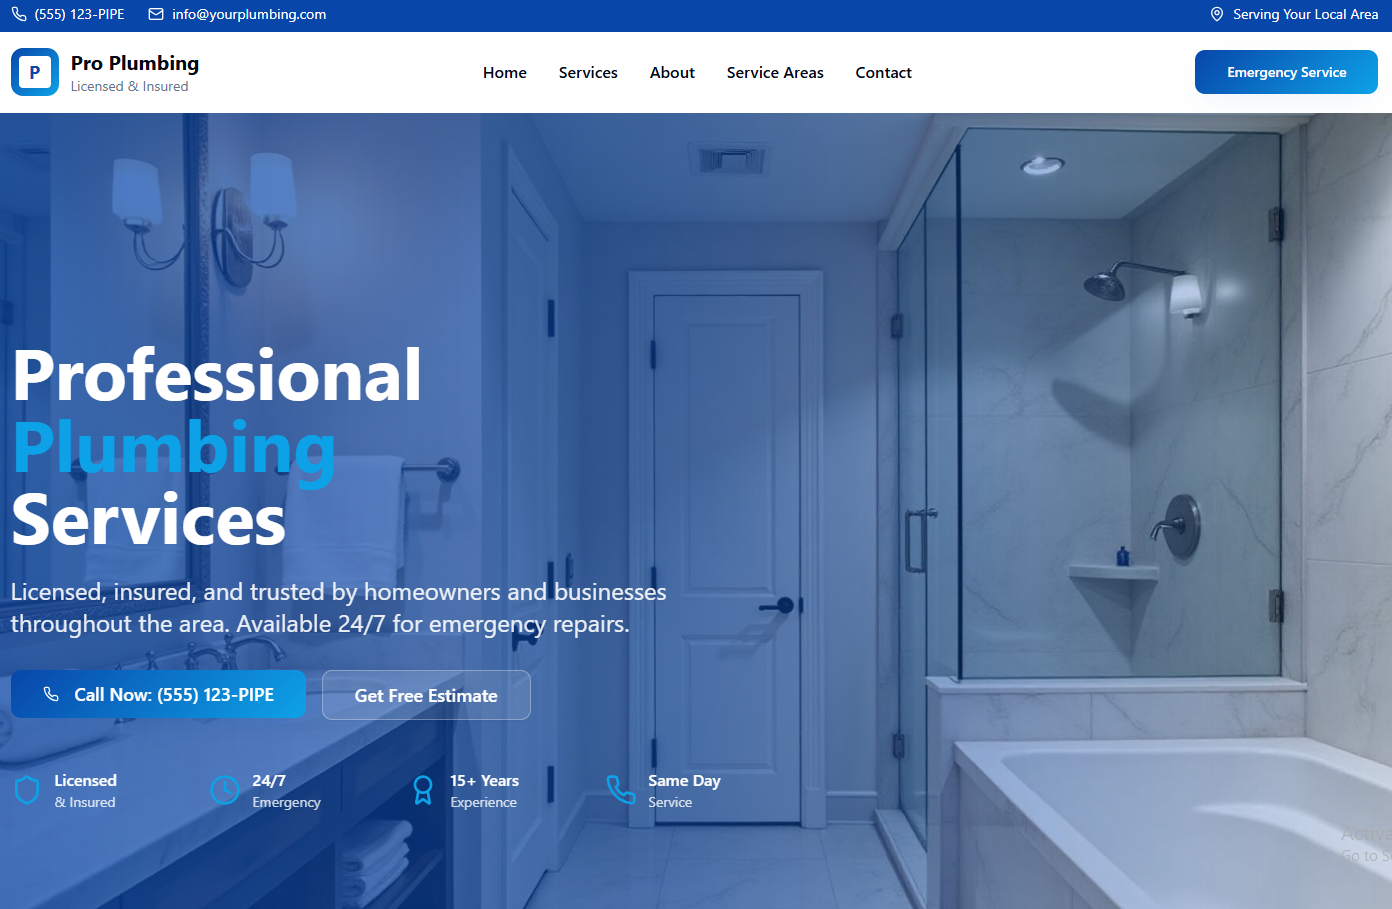 (555) 123-PIPE
info@yourplumbing.com
Serving Your Local Area
P
Pro Plumbing
Licensed & Insured
Home
Services
About
Service Areas
Contact
Emergency Service
Professional
Plumbing
Services
Licensed, insured, and trusted by homeowners and businesses
throughout the area. Available 24/7 for emergency repairs.
Call Now: (555) 123-PIPE
Get Free Estimate
Licensed
& Insured
24/7
Emergency
15+ Years
Experience
Same Day
Service
Go to